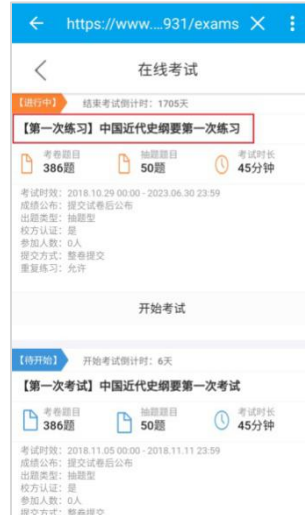 https://www....931/exams
在线考试
【进行中】 结束考试倒计时：1705天
【第一次练习】中国近代史纲要第一次练习
考卷题目 抽题题目 考试时长
386题 50题 45分钟
考试时效：2018.10.29 00:00 - 2023.06.30 23:59
成绩公布：提交试卷后公布
出题类型：抽题型
校方认证：是
参加人数：0人
提交方式：整卷提交
重复练习：允许
开始考试
【待开始】 开始考试倒计时：6天
【第一次考试】中国近代史纲要第一次考试
考卷题目 抽题题目 考试时长
386题 50题 45分钟
考试时效：2018.11.05 00:00 - 2018.11.11 23:59
成绩公布：提交试卷后公布
出题类型：抽题型
校方认证：是
参加人数：0人
提交方式：整卷提交